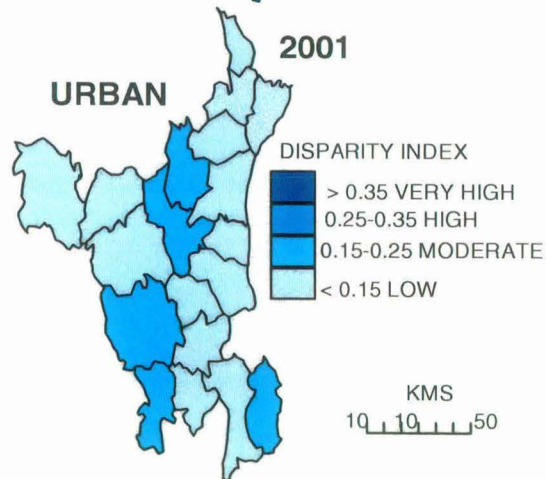 2001
URBAN
DISPARITY INDEX
> 0.35 VERY HIGH
0.25-0.35 HIGH
0.15-0.25 MODERATE
< 0.15 LOW
KMS
10 10 50